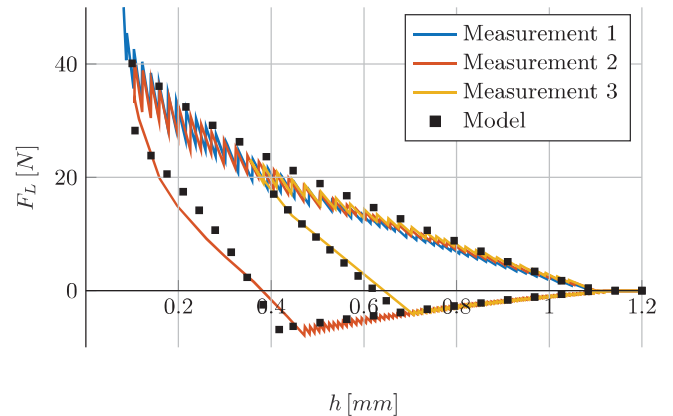 Measurement 1
Measurement 2
Measurement 3
Model
F_L [N]
40
20
0
0.2 0.4 0.6 0.8 1 1.2
h [mm]